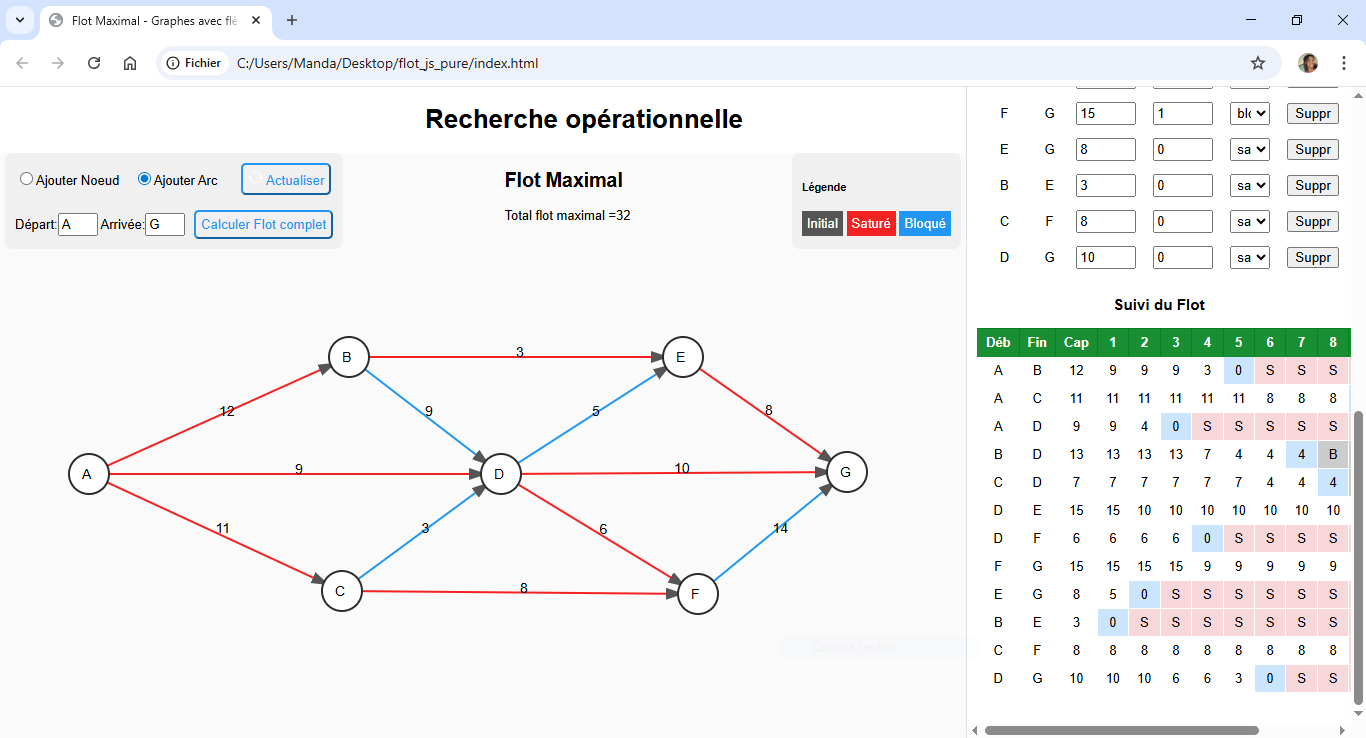 Flot Maximal - Graphes avec flè
Fichier C:/Users/Manda/Desktop/flot_js_pure/index.html
Recherche opérationnelle
Ajouter Noeud Ajouter Arc Actualiser
Départ: A Arrivée: G Calculer Flot complet
Flot Maximal
Total flot maximal =32
Légende
Initial Saturé Bloqué
B
3
E
12
9
5
8
A
9
D
10
G
11
3
6
14
C
8
F
Capture Fenêtre
F G 15 1 blo Suppr
E G 8 0 sa Suppr
B E 3 0 sa Suppr
C F 8 0 sa Suppr
D G 10 0 sa Suppr
Suivi du Flot
Déb Fin Cap 1 2 3 4 5 6 7 8
A B 12 9 9 9 3 0 S S S
A C 11 11 11 11 11 11 8 8 8
A D 9 9 4 0 S S S S S
B D 13 13 13 13 7 4 4 4 B
C D 7 7 7 7 7 7 4 4 4
D E 15 15 10 10 10 10 10 10 10
D F 6 6 6 6 0 S S S S
F G 15 15 15 15 9 9 9 9 9
E G 8 5 0 S S S S S S
B E 3 0 S S S S S S S
C F 8 8 8 8 8 8 8 8 8
D G 10 10 10 6 6 3 0 S S